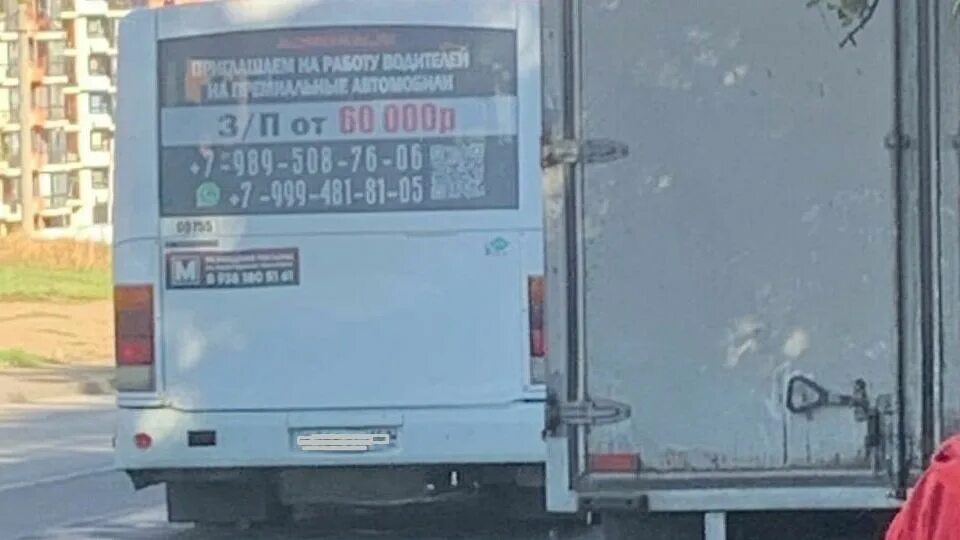 ПРИГЛАШАЕМ НА РАБОТУ ВОДИТЕЛЕЙ
НА ПРЕМИАЛЬНЫЕ АВТОМОБИЛИ
З/П от 60 000р
+7-989-508-76-06
+7-999-481-81-05
09755
М
8 938 180 51 61